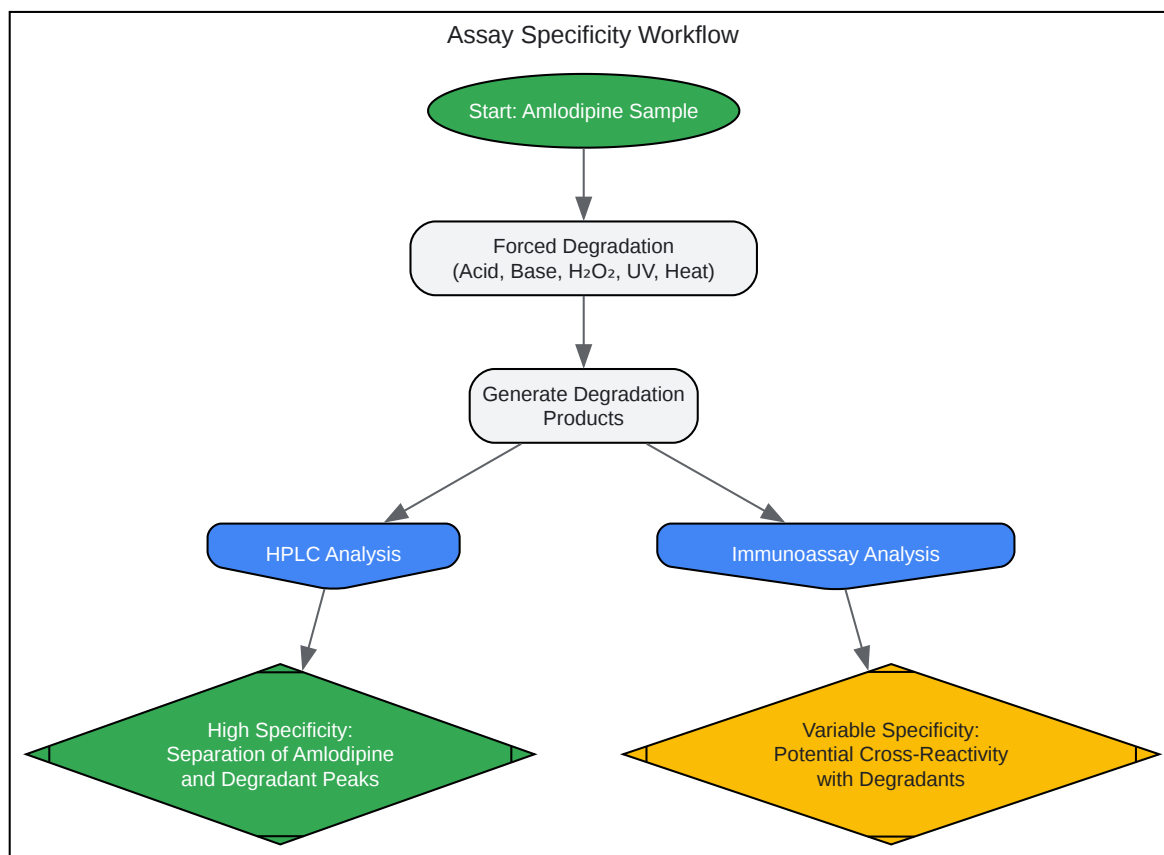 Assay Specificity Workflow
Start: Amlodipine Sample
Forced Degradation
(Acid, Base, H₂O₂, UV, Heat)
Generate Degradation
Products
HPLC Analysis
Immunoassay Analysis
High Specificity:
Separation of Amlodipine
and Degradant Peaks
Variable Specificity:
Potential Cross-Reactivity
with Degradants